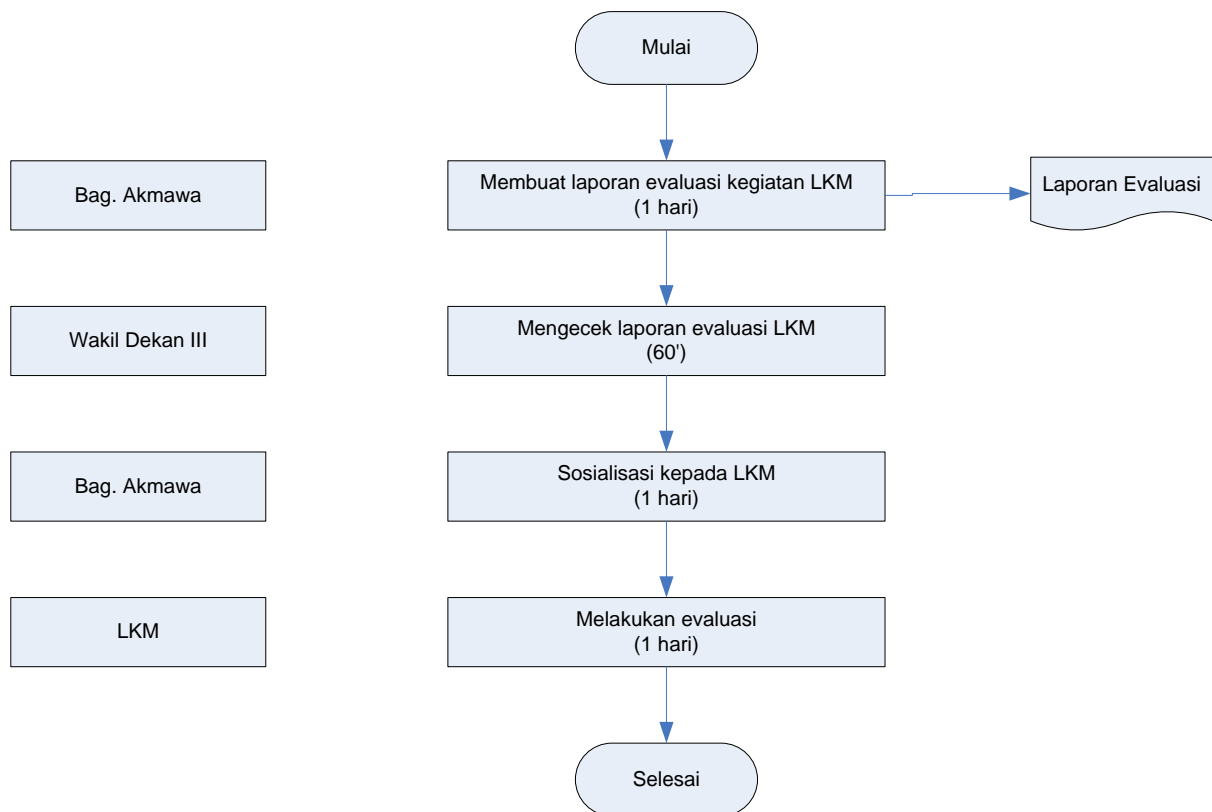 Mulai
Bag. Akmawa
Membuat laporan evaluasi kegiatan LKM
(1 hari)
Laporan Evaluasi
Wakil Dekan III
Mengecek laporan evaluasi LKM
(60')
Bag. Akmawa
Sosialisasi kepada LKM
(1 hari)
LKM
Melakukan evaluasi
(1 hari)
Selesai